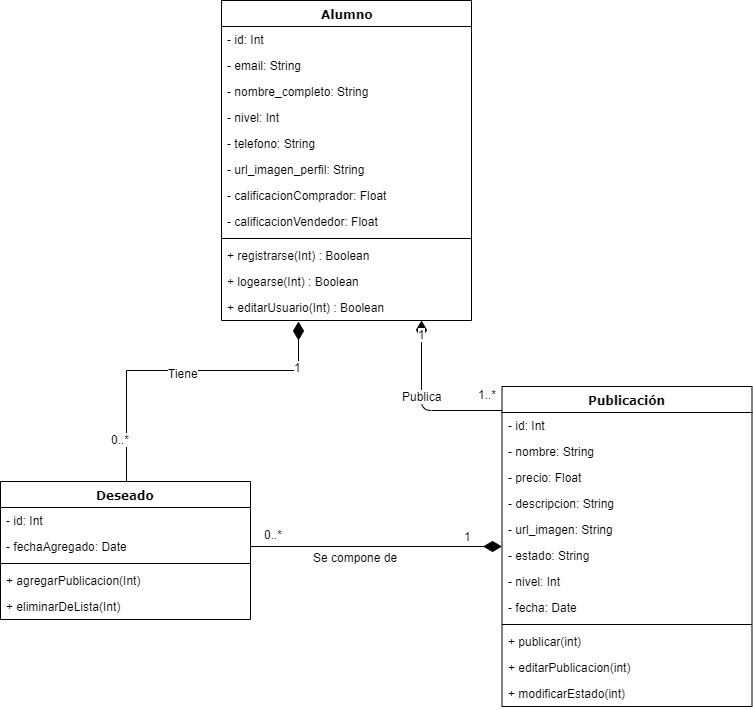 Alumno
- id: Int
- email: String
- nombre_completo: String
- nivel: Int
- telefono: String
- url_imagen_perfil: String
- calificacionComprador: Float
- calificacionVendedor: Float
+ registrarse(Int) : Boolean
+ logearse(Int) : Boolean
+ editarUsuario(Int) : Boolean
1
1
Tiene
Publica
1..*
0..*
Publicación
- id: Int
- nombre: String
- precio: Float
- descripcion: String
- url_imagen: String
- estado: String
- nivel: Int
- fecha: Date
+ publicar(int)
+ editarPublicacion(int)
+ modificarEstado(int)
Deseado
- id: Int
- fechaAgregado: Date
+ agregarPublicacion(Int)
+ eliminarDeLista(Int)
0..*
1
Se compone de